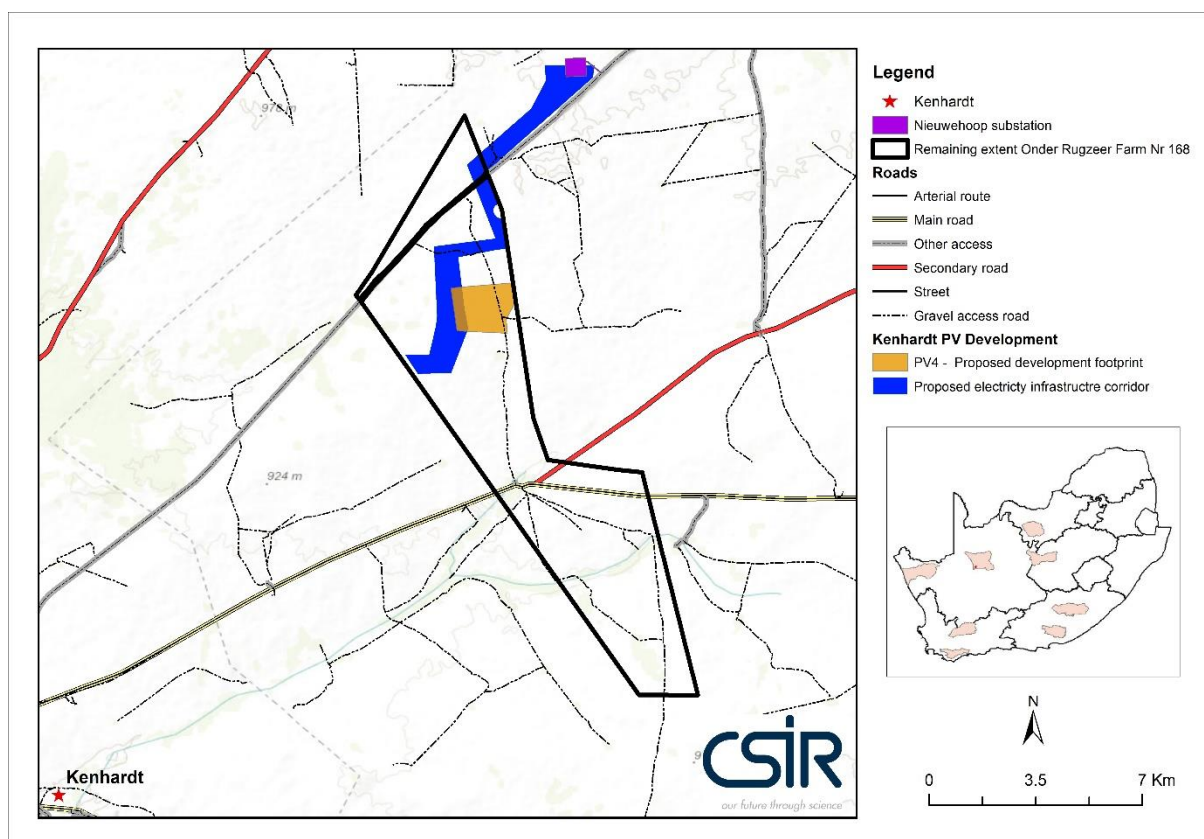 970 m
924 m
Kenhardt
CSIR
our future through science
Legend
Kenhardt
Nieuwehoop substation
Remaining extent Onder Rugzeer Farm Nr 168
Roads
Arterial route
Main road
Other access
Secondary road
Street
Gravel access road
Kenhardt PV Development
PV4 - Proposed development footprint
Proposed electricty infrastructre corridor
N
0 3.5 7 Km